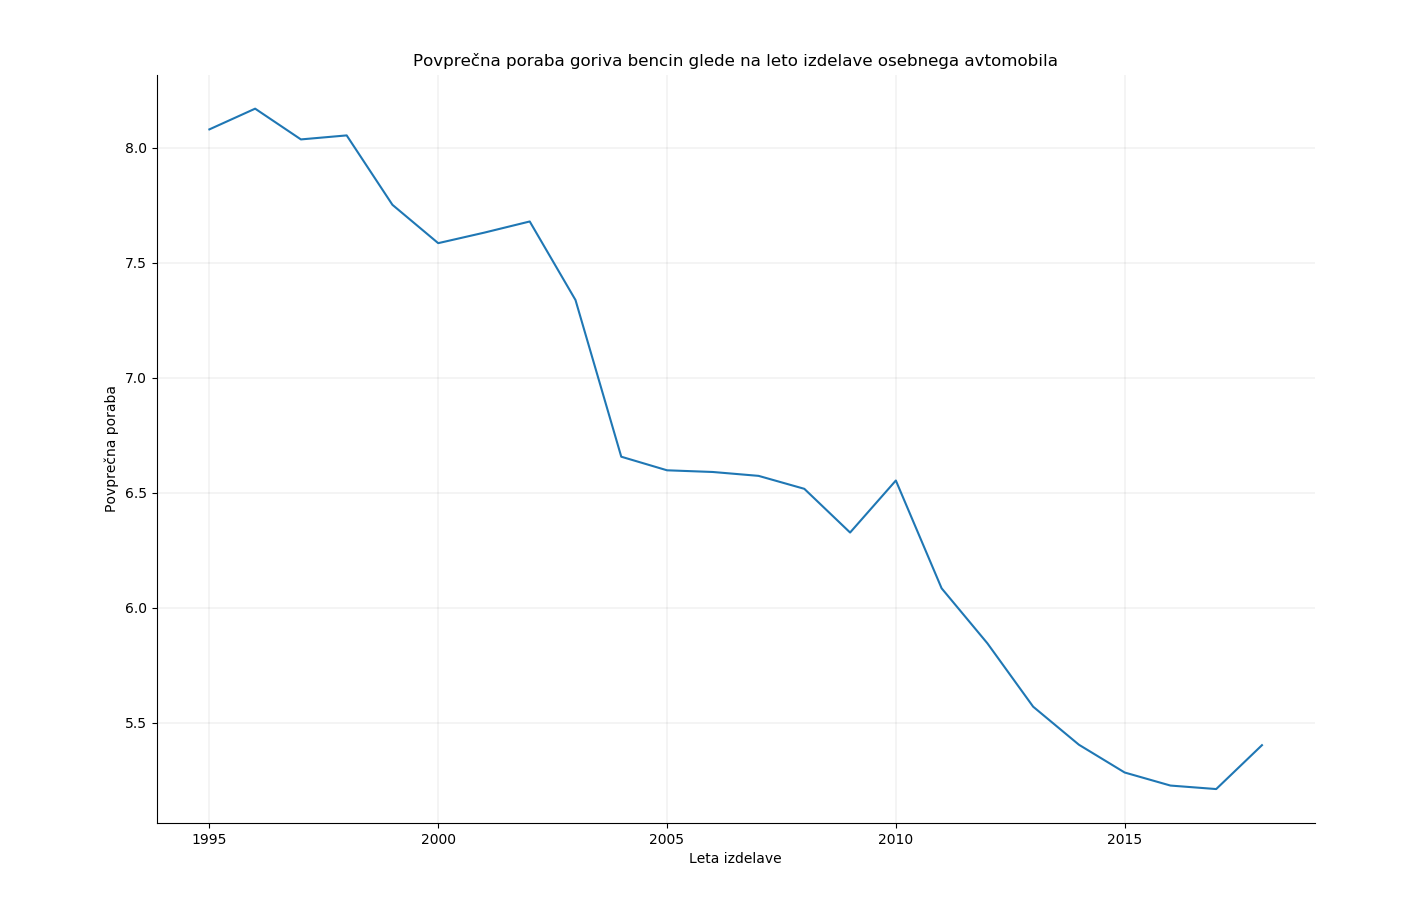 Povprečna poraba goriva bencin glede na leto izdelave osebnega avtomobila
8.0
7.5
7.0
6.5
6.0
5.5
Povprečna poraba
1995 2000 2005 2010 2015
Leta izdelave